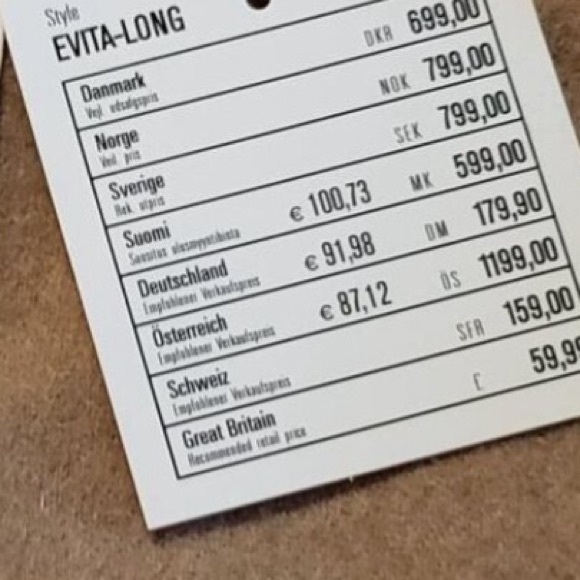 Style
EVITA-LONG
Danmark DKR 699,00
Vejl. udsalgspris
Norge NOK 799,00
Veil. pris
Sverige SEK 799,00
Rek. utpris
Suomi € 100,73 MK 599,00
Suositus ulosmyyntihinta
Deutschland € 91,98 DM 179,90
Empfohlener Verkaufspreis
Österreich € 87,12 ÖS 1199,00
Empfohlener Verkaufspreis
Schweiz SFR 159,00
Empfohlener Verkaufspreis
Great Britain £ 59,9
Recommended retail price